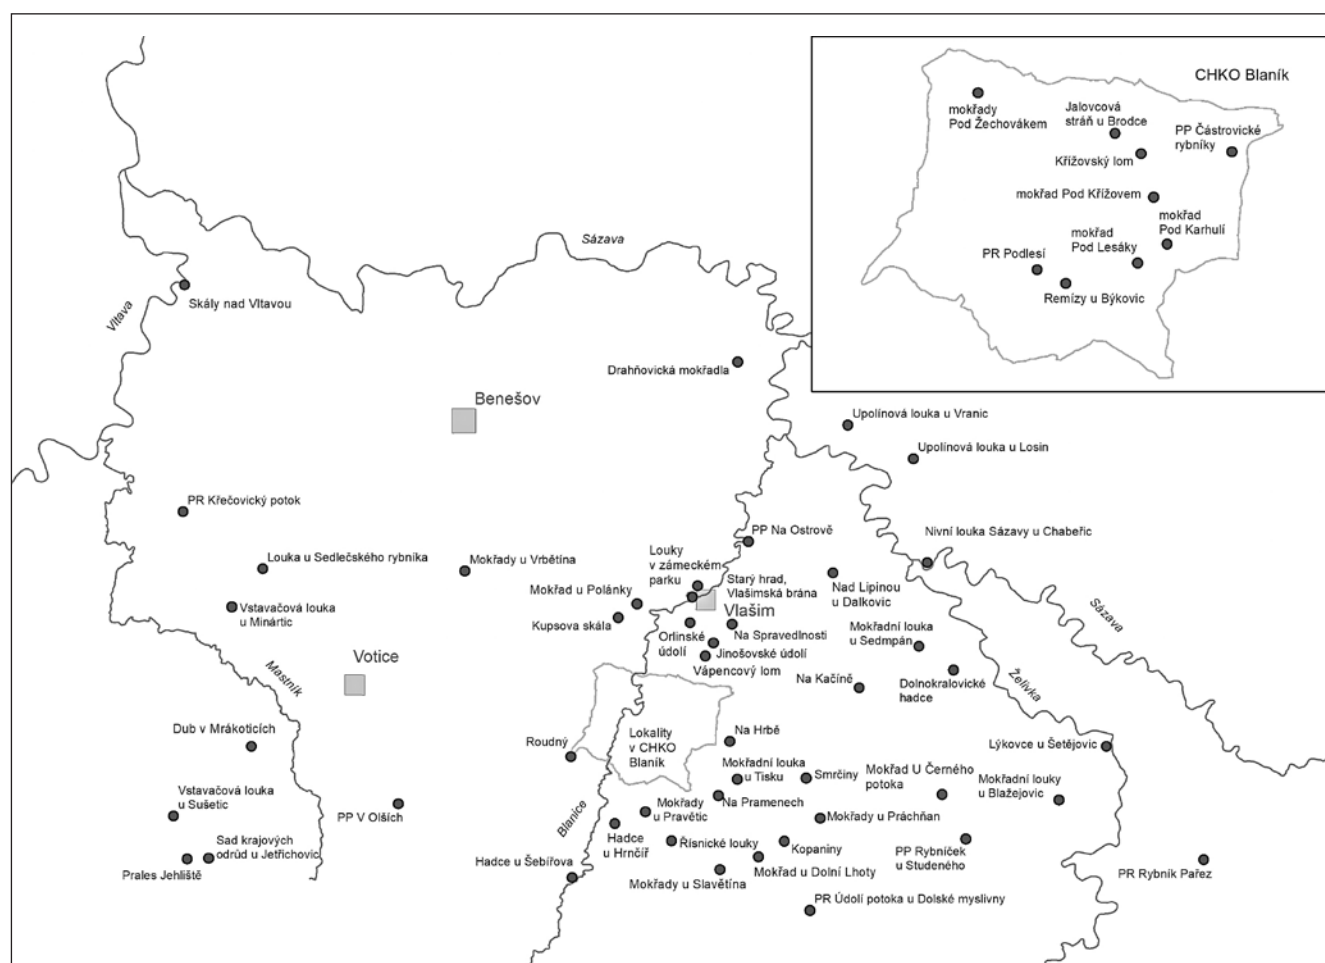 CHKO Blaník
mokřady
Pod Žechovákem
Jalovcová
stráň u Brodce
PP Částrovické
rybníky
Křížovský lom
mokřad Pod Křížovem
mokřad
Pod Karhulí
mokřad
Pod Lesáky
PR Podlesí
Remízy u Býkovic
Sázava
Vltava
Skály nad Vltavou
Drahňovická mokřadla
Benešov
Upolínová louka u Vranic
Upolínová louka u Losin
PR Křečovický potok
PP Na Ostrově
Nivní louka Sázavy u Chabeřic
Louka u Sedlečského rybníka
Mokřady u Vrbětína
Louky
v zámeckém
parku
Starý hrad,
Vlašimská brána
Nad Lipinou
u Dalkovic
Mokřad u Polánky
Vstavačová louka
u Minártic
Kupsova skála
Vlašim
Sázava
Orlinské
údolí
Na Spravedlnosti
Mokřadní louka
u Sedmpán
Jinošovské údolí
Vápencový lom
Votice
Mastník
Na Kačíně
Dolnokralovické
hadce
Želivka
Dub v Mrákoticích
Roudný
Lokality
v CHKO
Blaník
Na Hrbě
Lýkovce u Šetějovic
Mokřadní louka
u Tisku
Smrčiny
Mokřad U Černého
potoka
Mokřadní louky
u Blažejovic
Vstavačová louka
u Sušetic
PP V Olších
Blanice
Mokřady
u Pravětic
Na Pramenech
Mokřady u Práchňan
Sad krajových
odrůd u Jetřichovic
Hadce
u Hrnčíř
Řísnické louky
Kopaniny
PP Rybníček
u Studeného
Prales Jehliště
Hadce u Šebířova
Mokřad u Dolní Lhoty
Mokřady u Slavětína
PR Rybník Pařez
PR Údolí potoka u Dolské myslivny